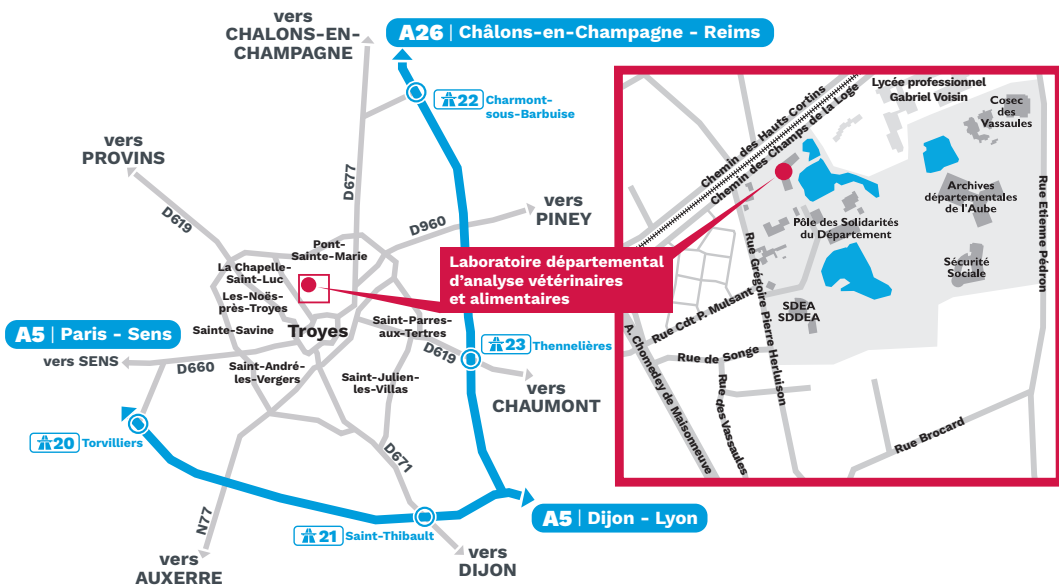 vers
CHALONS-EN-
CHAMPAGNE
A26 | Châlons-en-Champagne - Reims
22 Charmont-
sous-Barbuise
vers
PROVINS
D619
D677
D960
vers
PINEY
Pont-
Sainte-Marie
La Chapelle-
Saint-Luc
Les-Noës-
près-Troyes
Sainte-Savine
Troyes
Saint-Parres-
aux-Tertres
Laboratoire départemental
d'analyse vétérinaires
et alimentaires
A5 | Paris - Sens
vers SENS
D660
Saint-André-
les-Vergers
Saint-Julien-
les-Villas
D619
23 Thennelières
vers
CHAUMONT
20 Torvilliers
D671
N77
21 Saint-Thibault
A5 | Dijon - Lyon
vers
AUXERRE
vers
DIJON
Lycée professionnel
Gabriel Voisin
Cosec
des
Vassaules
Chemin des Hauts Cortins
Chemin des Champs de la Loge
Archives
départementales
de l'Aube
Pôle des Solidarités
du Département
Sécurité
Sociale
SDEA
SDDEA
Rue Etienne Pédron
Rue Grégoire Pierre Herluison
Rue Cdt P. Mulsant
Rue de Songe
A. Chomedey de Maisonneuve
Rue des Vassaules
Rue Brocard